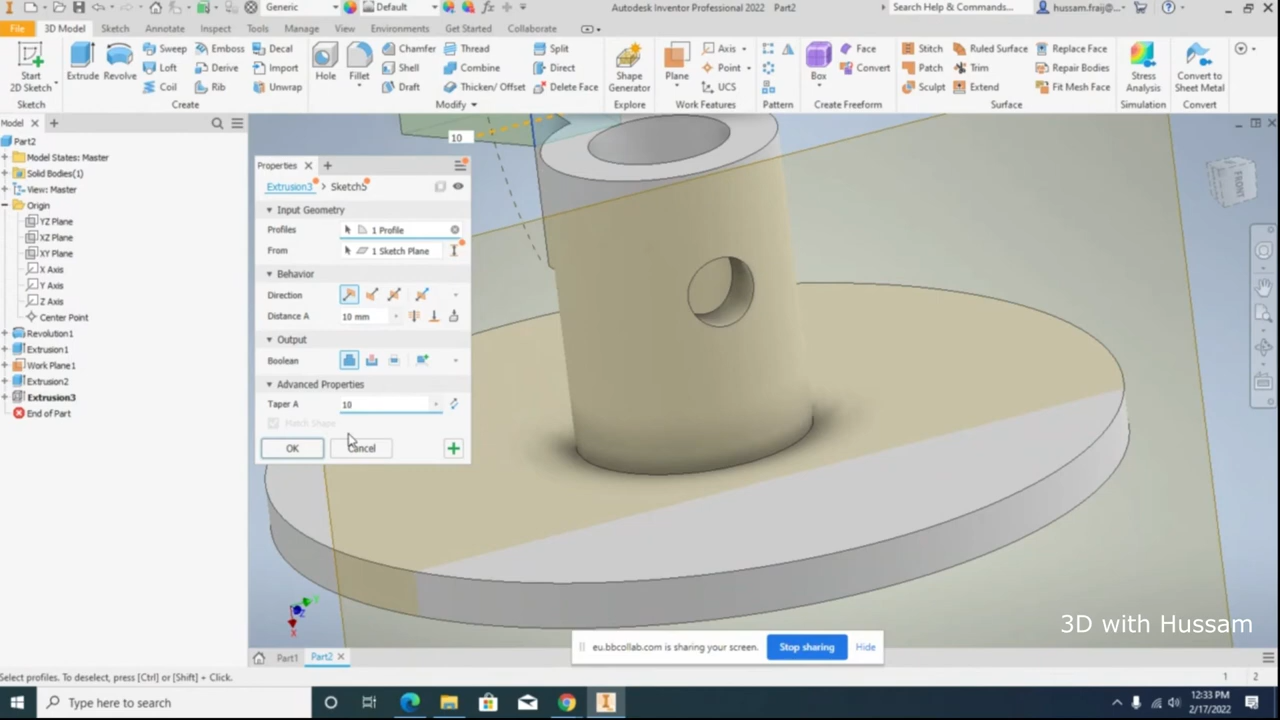 Generic
Default
Autodesk Inventor Professional 2022 Part2
Search Help & Commands...
hussam.fraij@...
File
3D Model
Sketch
Annotate
Inspect
Tools
Manage
View
Environments
Get Started
Collaborate
Start
2D Sketch
Extrude
Revolve
Sweep
Emboss
Decal
Loft
Derive
Import
Coil
Rib
Unwrap
Hole
Fillet
Chamfer
Thread
Split
Shell
Combine
Direct
Draft
Thicken/ Offset
Delete Face
Shape
Generator
Plane
Axis
Point
UCS
Box
Face
Convert
Stitch
Ruled Surface
Replace Face
Patch
Trim
Repair Bodies
Sculpt
Extend
Fit Mesh Face
Stress
Analysis
Convert to
Sheet Metal
Sketch
Create
Modify
Explore
Work Features
Pattern
Create Freeform
Surface
Simulation
Convert
Model
Part2
Model States: Master
Solid Bodies(1)
View: Master
Origin
YZ Plane
XZ Plane
XY Plane
X Axis
Y Axis
Z Axis
Center Point
Revolution1
Extrusion1
Work Plane1
Extrusion2
Extrusion3
End of Part
10
Properties
Extrusion3 > Sketch5
Input Geometry
Profiles
1 Profile
From
1 Sketch Plane
Behavior
Direction
Distance A
10 mm
Output
Boolean
Advanced Properties
Taper A
10
Match Shape
OK
Cancel
FRONT
3D with Hussam
eu.bbcollab.com is sharing your screen.
Stop sharing
Hide
X
Y
Z
Part1
Part2
Select profiles. To deselect, press [Ctrl] or [Shift] + Click.
1
2
Type here to search
12:33 PM
2/17/2022